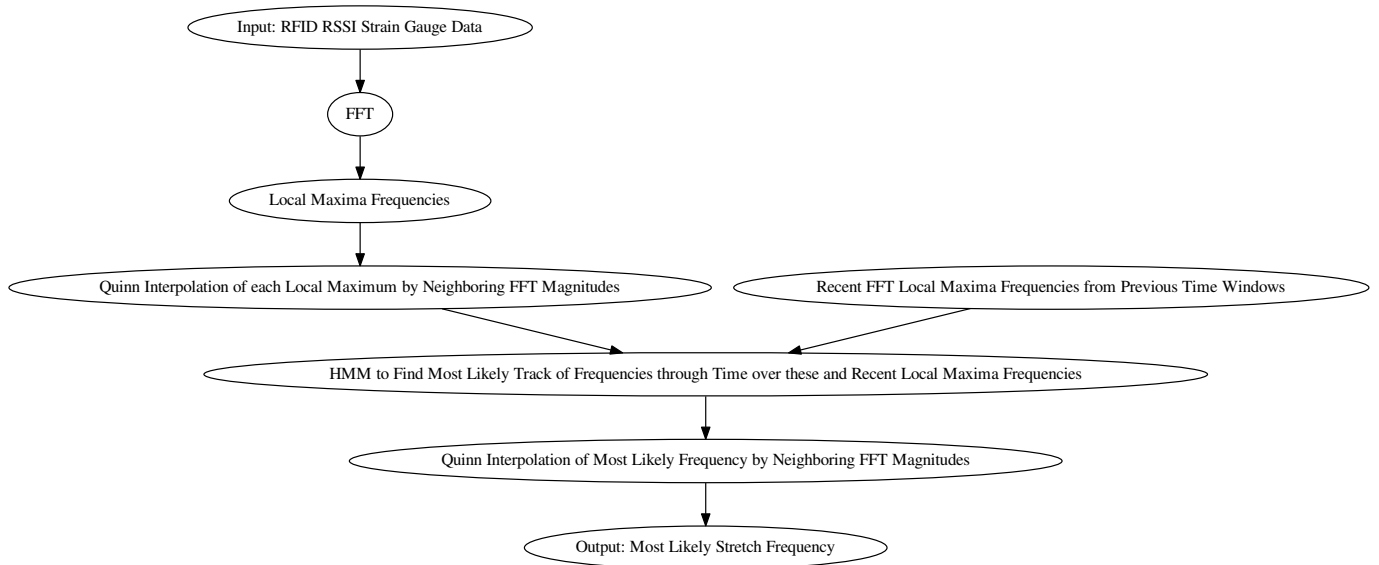 Input: RFID RSSI Strain Gauge Data
FFT
Local Maxima Frequencies
Quinn Interpolation of each Local Maximum by Neighboring FFT Magnitudes
Recent FFT Local Maxima Frequencies from Previous Time Windows
HMM to Find Most Likely Track of Frequencies through Time over these and Recent Local Maxima Frequencies
Quinn Interpolation of Most Likely Frequency by Neighboring FFT Magnitudes
Output: Most Likely Stretch Frequency